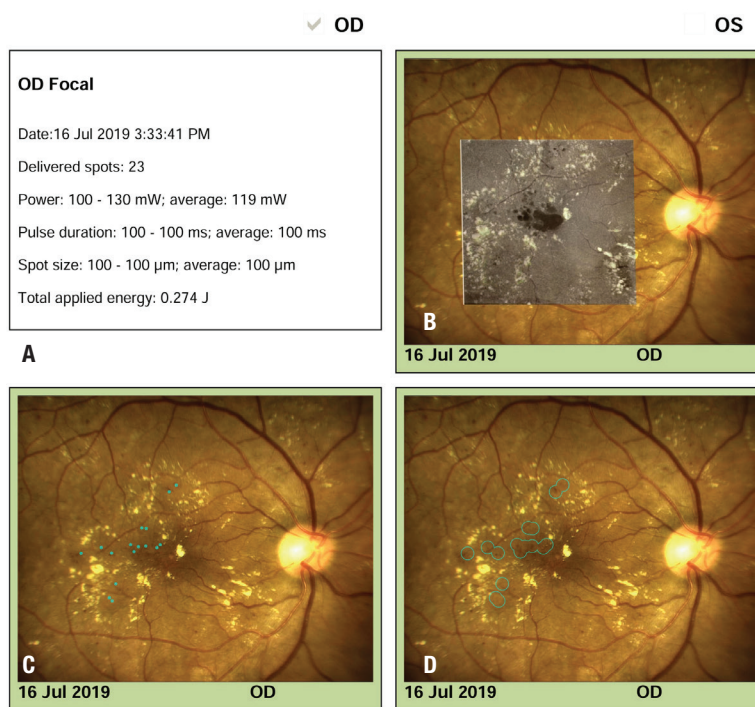 OD
OS
OD Focal
Date:16 Jul 2019 3:33:41 PM
Delivered spots: 23
Power: 100 - 130 mW; average: 119 mW
Pulse duration: 100 - 100 ms; average: 100 ms
Spot size: 100 - 100 µm; average: 100 µm
Total applied energy: 0.274 J
A
B
16 Jul 2019 OD
C
16 Jul 2019 OD
D
16 Jul 2019 OD